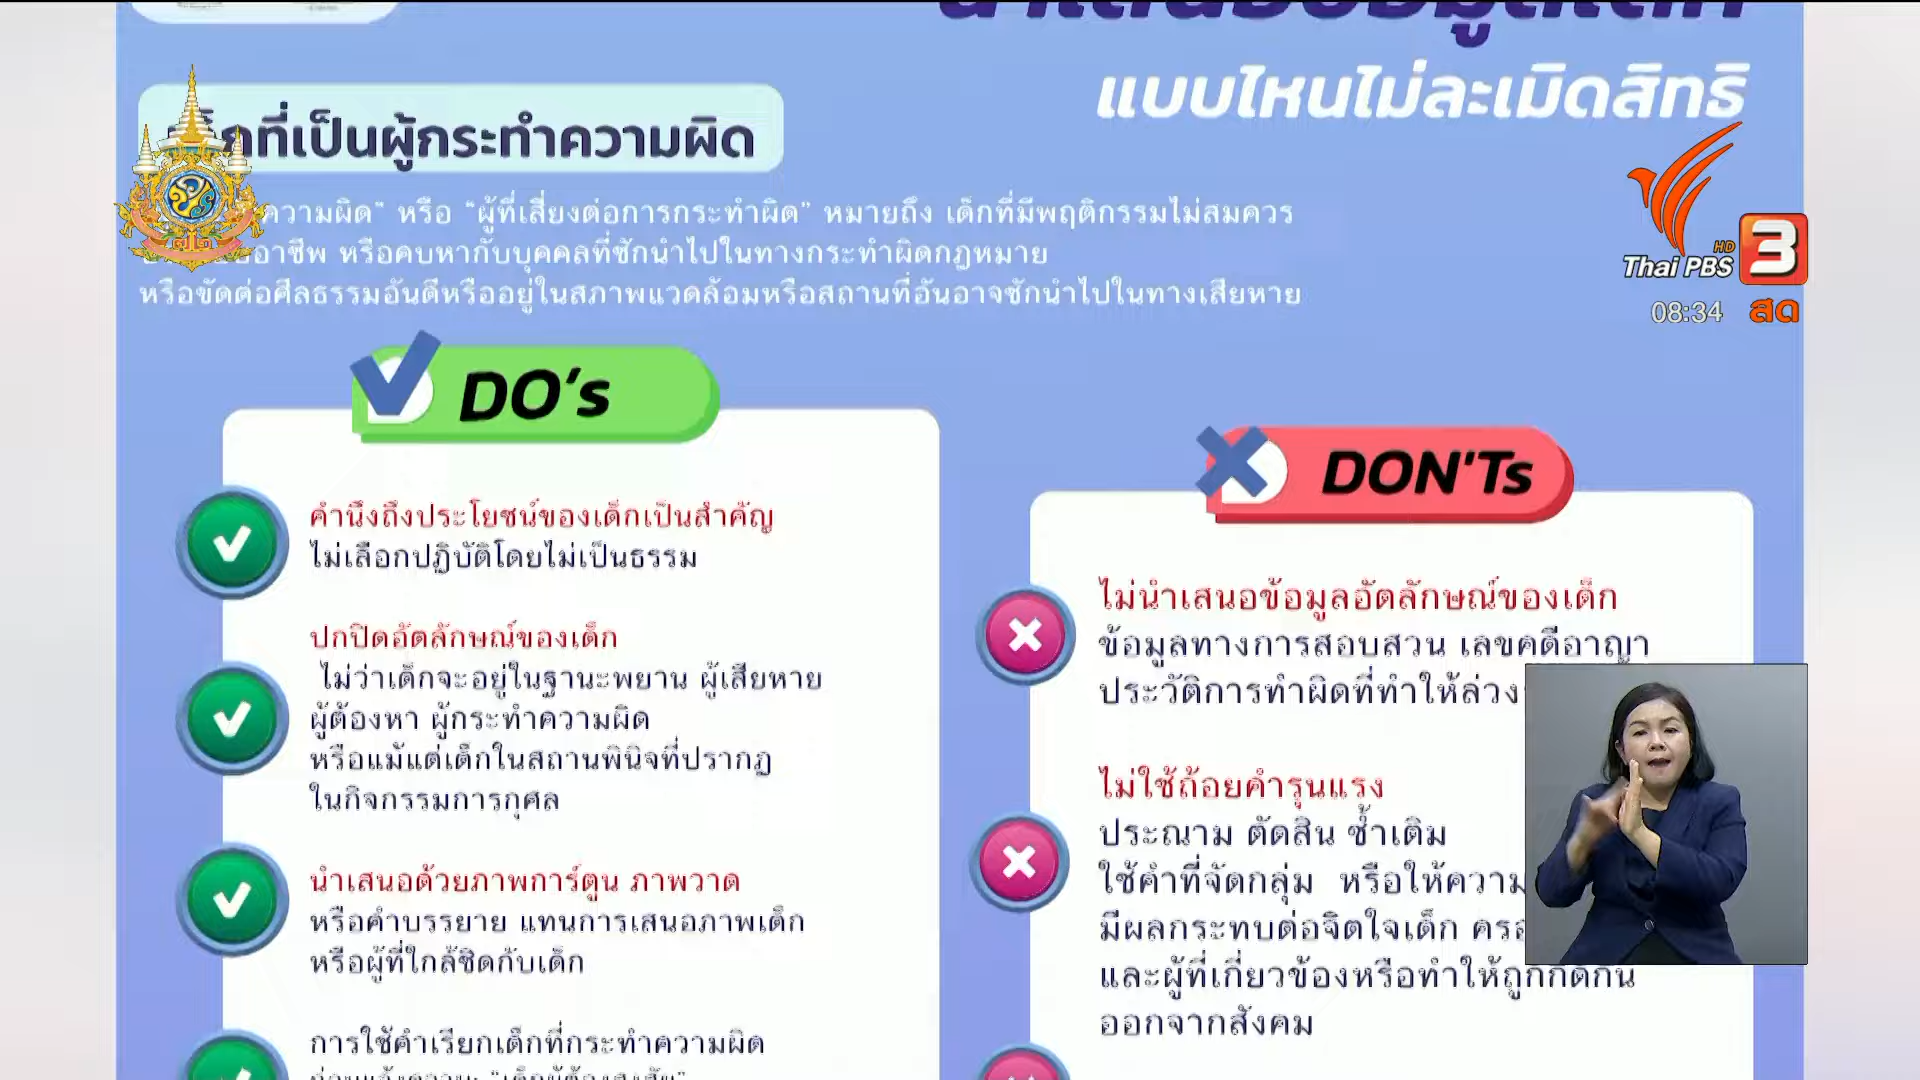 แบบไหนไม่ละเมิดสิทธิ
ที่เป็นผู้กระทำความผิด
ความผิด” หรือ “ผู้ที่เสี่ยงต่อการกระทำผิด” หมายถึง เด็กที่มีพฤติกรรมไม่สมควร
อาชีพ หรือคบหากับบุคคลที่ชักนำไปในทางกระทำผิดกฎหมาย
หรือขัดต่อศีลธรรมอันดีหรืออยู่ในสภาพแวดล้อมหรือสถานที่อันอาจชักนำไปในทางเสียหาย
HD
Thai PBS 3
08:34 สด
DO’s
คำนึงถึงประโยชน์ของเด็กเป็นสำคัญ
ไม่เลือกปฏิบัติโดยไม่เป็นธรรม
ปกปิดอัตลักษณ์ของเด็ก
ไม่ว่าเด็กจะอยู่ในฐานะพยาน ผู้เสียหาย
ผู้ต้องหา ผู้กระทำความผิด
หรือแม้แต่เด็กในสถานพินิจที่ปรากฏ
ในกิจกรรมการกุศล
นำเสนอด้วยภาพการ์ตูน ภาพวาด
หรือคำบรรยาย แทนการเสนอภาพเด็ก
หรือผู้ที่ใกล้ชิดกับเด็ก
การใช้คำเรียกเด็กที่กระทำความผิด
DON’Ts
ไม่นำเสนอข้อมูลอัตลักษณ์ของเด็ก
ข้อมูลทางการสอบสวน เลขคดีอาญา
ประวัติการทำผิดที่ทำให้ล่วง
ไม่ใช้ถ้อยคำรุนแรง
ประณาม ตัดสิน ซ้ำเติม
ใช้คำที่จัดกลุ่ม หรือให้ความ
มีผลกระทบต่อจิตใจเด็ก
และผู้ที่เกี่ยวข้องหรือทำให้ถูกกีดกัน
ออกจากสังคม